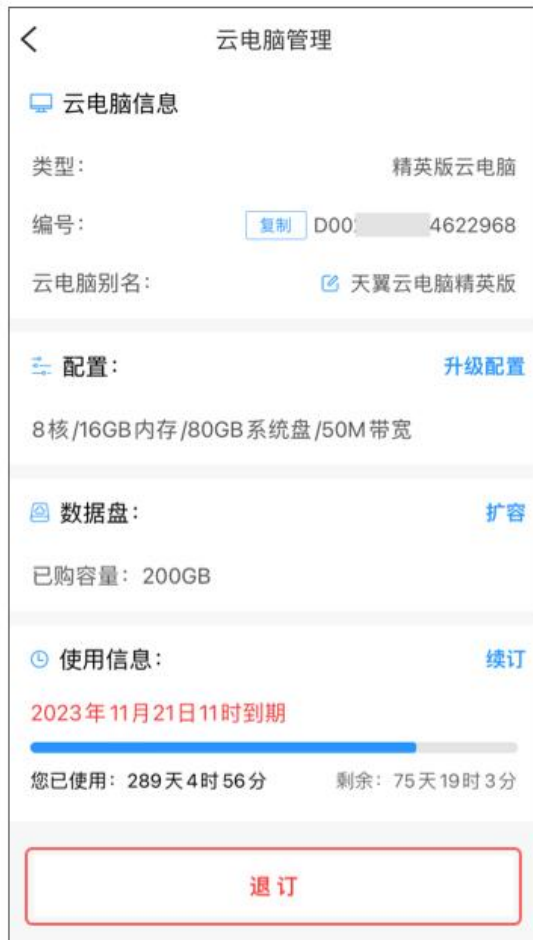 云电脑管理
云电脑信息
类型： 精英版云电脑
编号： 复制 D002 4622968
云电脑别名： 天翼云电脑精英版
配置： 升级配置
8核/16GB内存/80GB系统盘/50M带宽
数据盘： 扩容
已购容量：200GB
使用信息： 续订
2023年11月21日11时到期
您已使用：289天4时56分 剩余：75天19时3分
退订